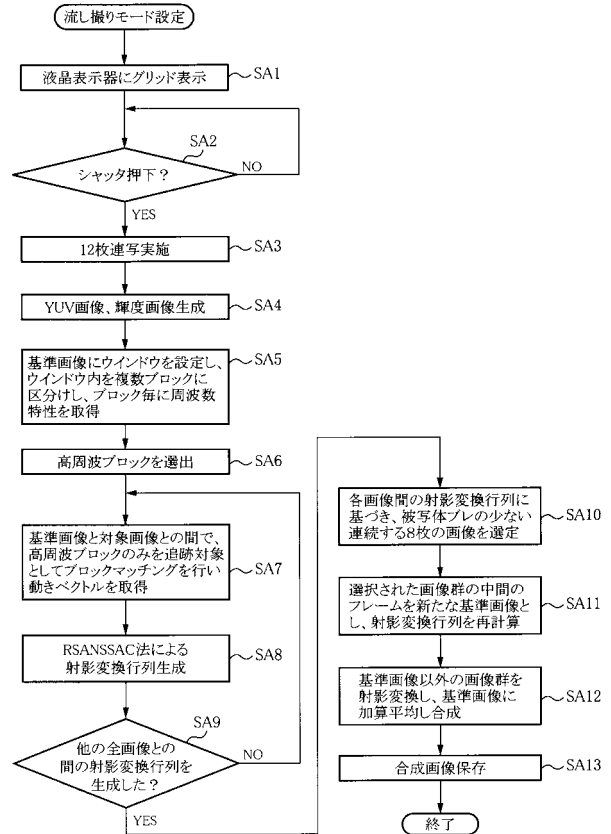 流し撮りモード設定
液晶表示器にグリッド表示
SA1
SA2
シャッタ押下？
NO
YES
12枚連写実施
SA3
YUV画像、輝度画像生成
SA4
基準画像にウインドウを設定し、
ウインドウ内を複数ブロックに
区分けし、ブロック毎に周波数
特性を取得
SA5
高周波ブロックを選出
SA6
基準画像と対象画像との間で、
高周波ブロックのみを追跡対象
としてブロックマッチングを行い
動きベクトルを取得
SA7
RSANSSAC法による
射影変換行列生成
SA8
SA9
他の全画像との
間の射影変換行列を
生成した？
NO
YES
各画像間の射影変換行列に
基づき、被写体ブレの少ない
連続する8枚の画像を選定
SA10
選択された画像群の中間の
フレームを新たな基準画像と
し、射影変換行列を再計算
SA11
基準画像以外の画像群を
射影変換し、基準画像に
加算平均し合成
SA12
合成画像保存
SA13
終了